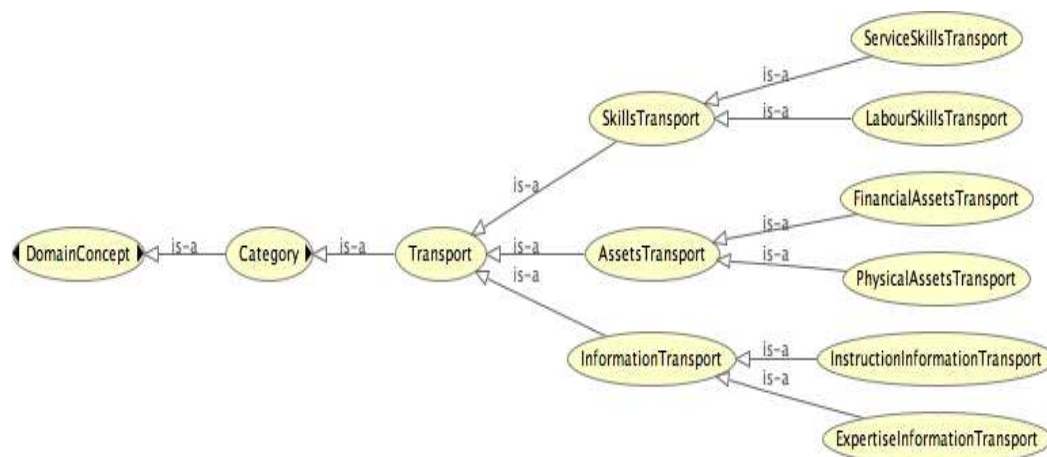 ServiceSkillsTransport
is-a
SkillsTransport
is-a
LabourSkillsTransport
is-a
FinancialAssetsTransport
is-a
DomainConcept
is-a
Category
is-a
Transport
is-a
AssetsTransport
is-a
PhysicalAssetsTransport
is-a
InformationTransport
is-a
InstructionInformationTransport
is-a
ExpertiseInformationTransport